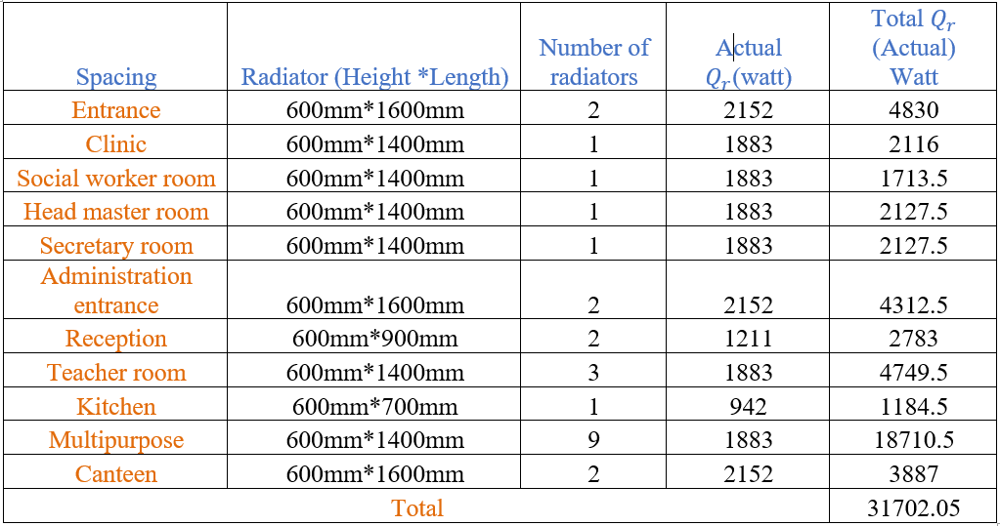 Spacing Radiator (Height *Length) Number of radiators Actual Qᵣ(watt) Total Qᵣ (Actual) Watt
Entrance 600mm*1600mm 2 2152 4830
Clinic 600mm*1400mm 1 1883 2116
Social worker room 600mm*1400mm 1 1883 1713.5
Head master room 600mm*1400mm 1 1883 2127.5
Secretary room 600mm*1400mm 1 1883 2127.5
Administration entrance 600mm*1600mm 2 2152 4312.5
Reception 600mm*900mm 2 1211 2783
Teacher room 600mm*1400mm 3 1883 4749.5
Kitchen 600mm*700mm 1 942 1184.5
Multipurpose 600mm*1400mm 9 1883 18710.5
Canteen 600mm*1600mm 2 2152 3887
Total 31702.05